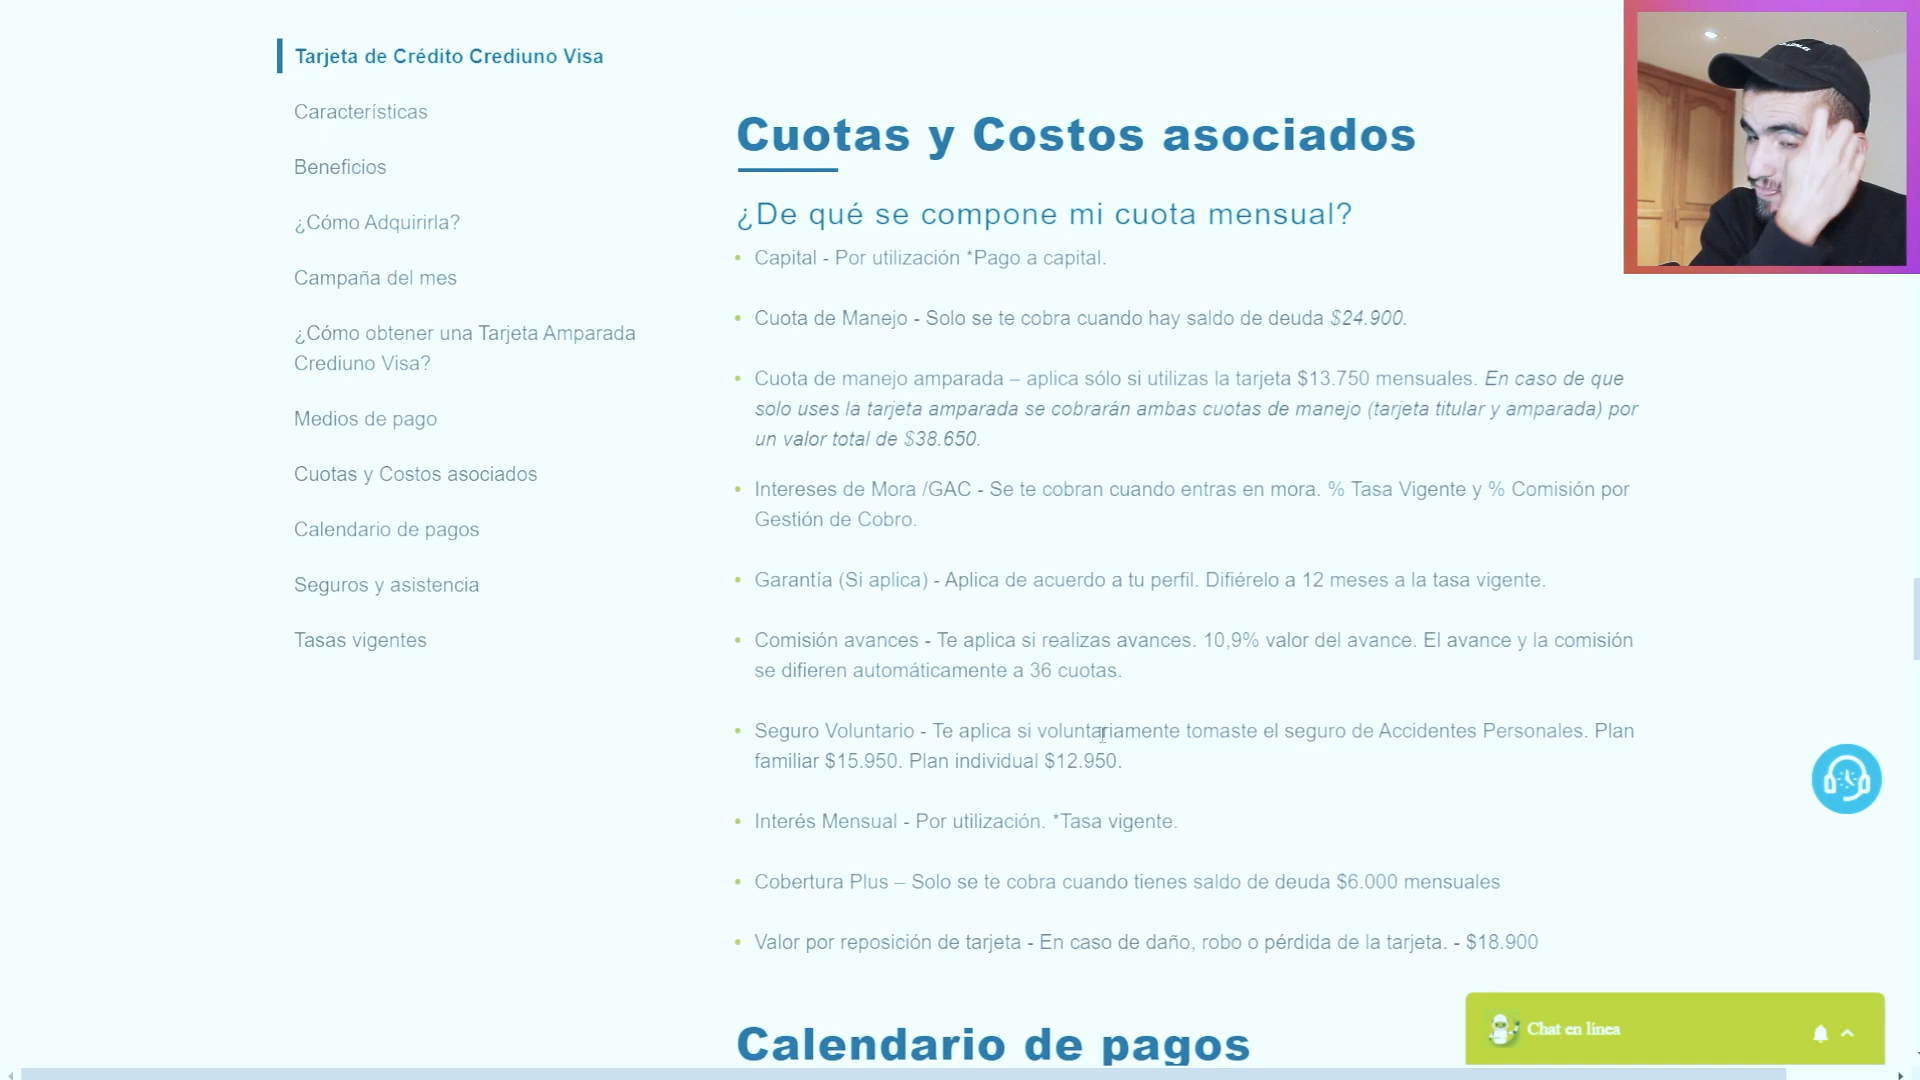 Tarjeta de Crédito Crediuno Visa
Características
Beneficios
¿Cómo Adquirirla?
Campaña del mes
¿Cómo obtener una Tarjeta Amparada
Crediuno Visa?
Medios de pago
Cuotas y Costos asociados
Calendario de pagos
Seguros y asistencia
Tasas vigentes
Cuotas y Costos asociados
¿De qué se compone mi cuota mensual?
• Capital - Por utilización *Pago a capital.
• Cuota de Manejo - Solo se te cobra cuando hay saldo de deuda $24.900.
• Cuota de manejo amparada – aplica sólo si utilizas la tarjeta $13.750 mensuales. En caso de que
solo uses la tarjeta amparada se cobrarán ambas cuotas de manejo (tarjeta titular y amparada) por
un valor total de $38.650.
• Intereses de Mora /GAC - Se te cobran cuando entras en mora. % Tasa Vigente y % Comisión por
Gestión de Cobro.
• Garantía (Si aplica) - Aplica de acuerdo a tu perfil. Difiérelo a 12 meses a la tasa vigente.
• Comisión avances - Te aplica si realizas avances. 10,9% valor del avance. El avance y la comisión
se difieren automáticamente a 36 cuotas.
• Seguro Voluntario - Te aplica si voluntariamente tomaste el seguro de Accidentes Personales. Plan
familiar $15.950. Plan individual $12.950.
• Interés Mensual - Por utilización. *Tasa vigente.
• Cobertura Plus – Solo se te cobra cuando tienes saldo de deuda $6.000 mensuales
• Valor por reposición de tarjeta - En caso de daño, robo o pérdida de la tarjeta. - $18.900
Calendario de pagos
Chat en línea